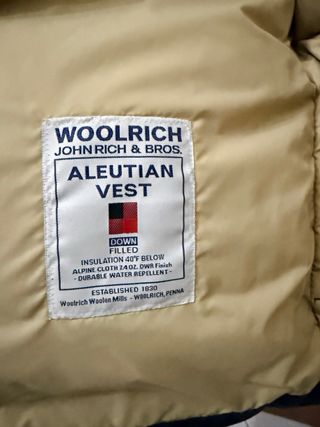 WOOLRICH
JOHN RICH & BROS.
ALEUTIAN
VEST
DOWN
FILLED
INSULATION 40°F BELOW
ALPINE CLOTH 7.4 OZ. DWR Finish
- DURABLE WATER REPELLENT -
ESTABLISHED 1830
Woolrich Woolen Mills - WOOLRICH, PENNA